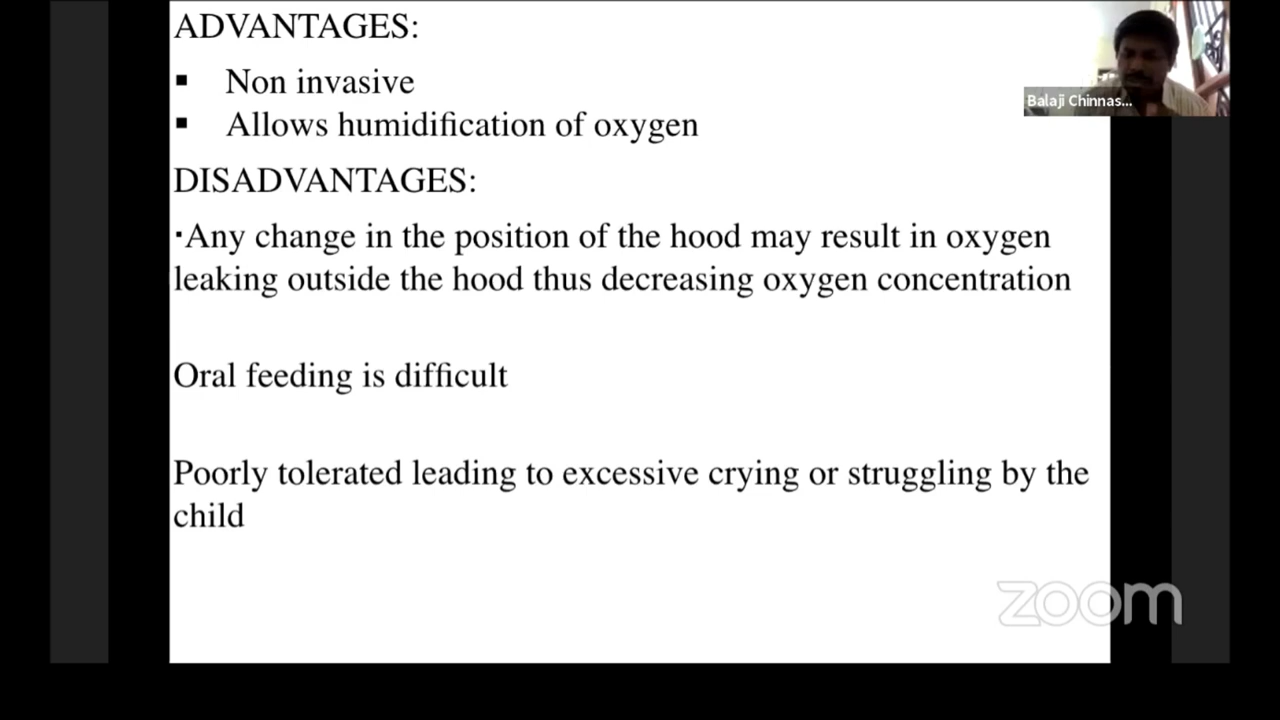 ADVANTAGES:
▪ Non invasive
▪ Allows humidification of oxygen
DISADVANTAGES:
▪Any change in the position of the hood may result in oxygen
leaking outside the hood thus decreasing oxygen concentration
Oral feeding is difficult
Poorly tolerated leading to excessive crying or struggling by the
child
Balaji Chinnas...
zoom